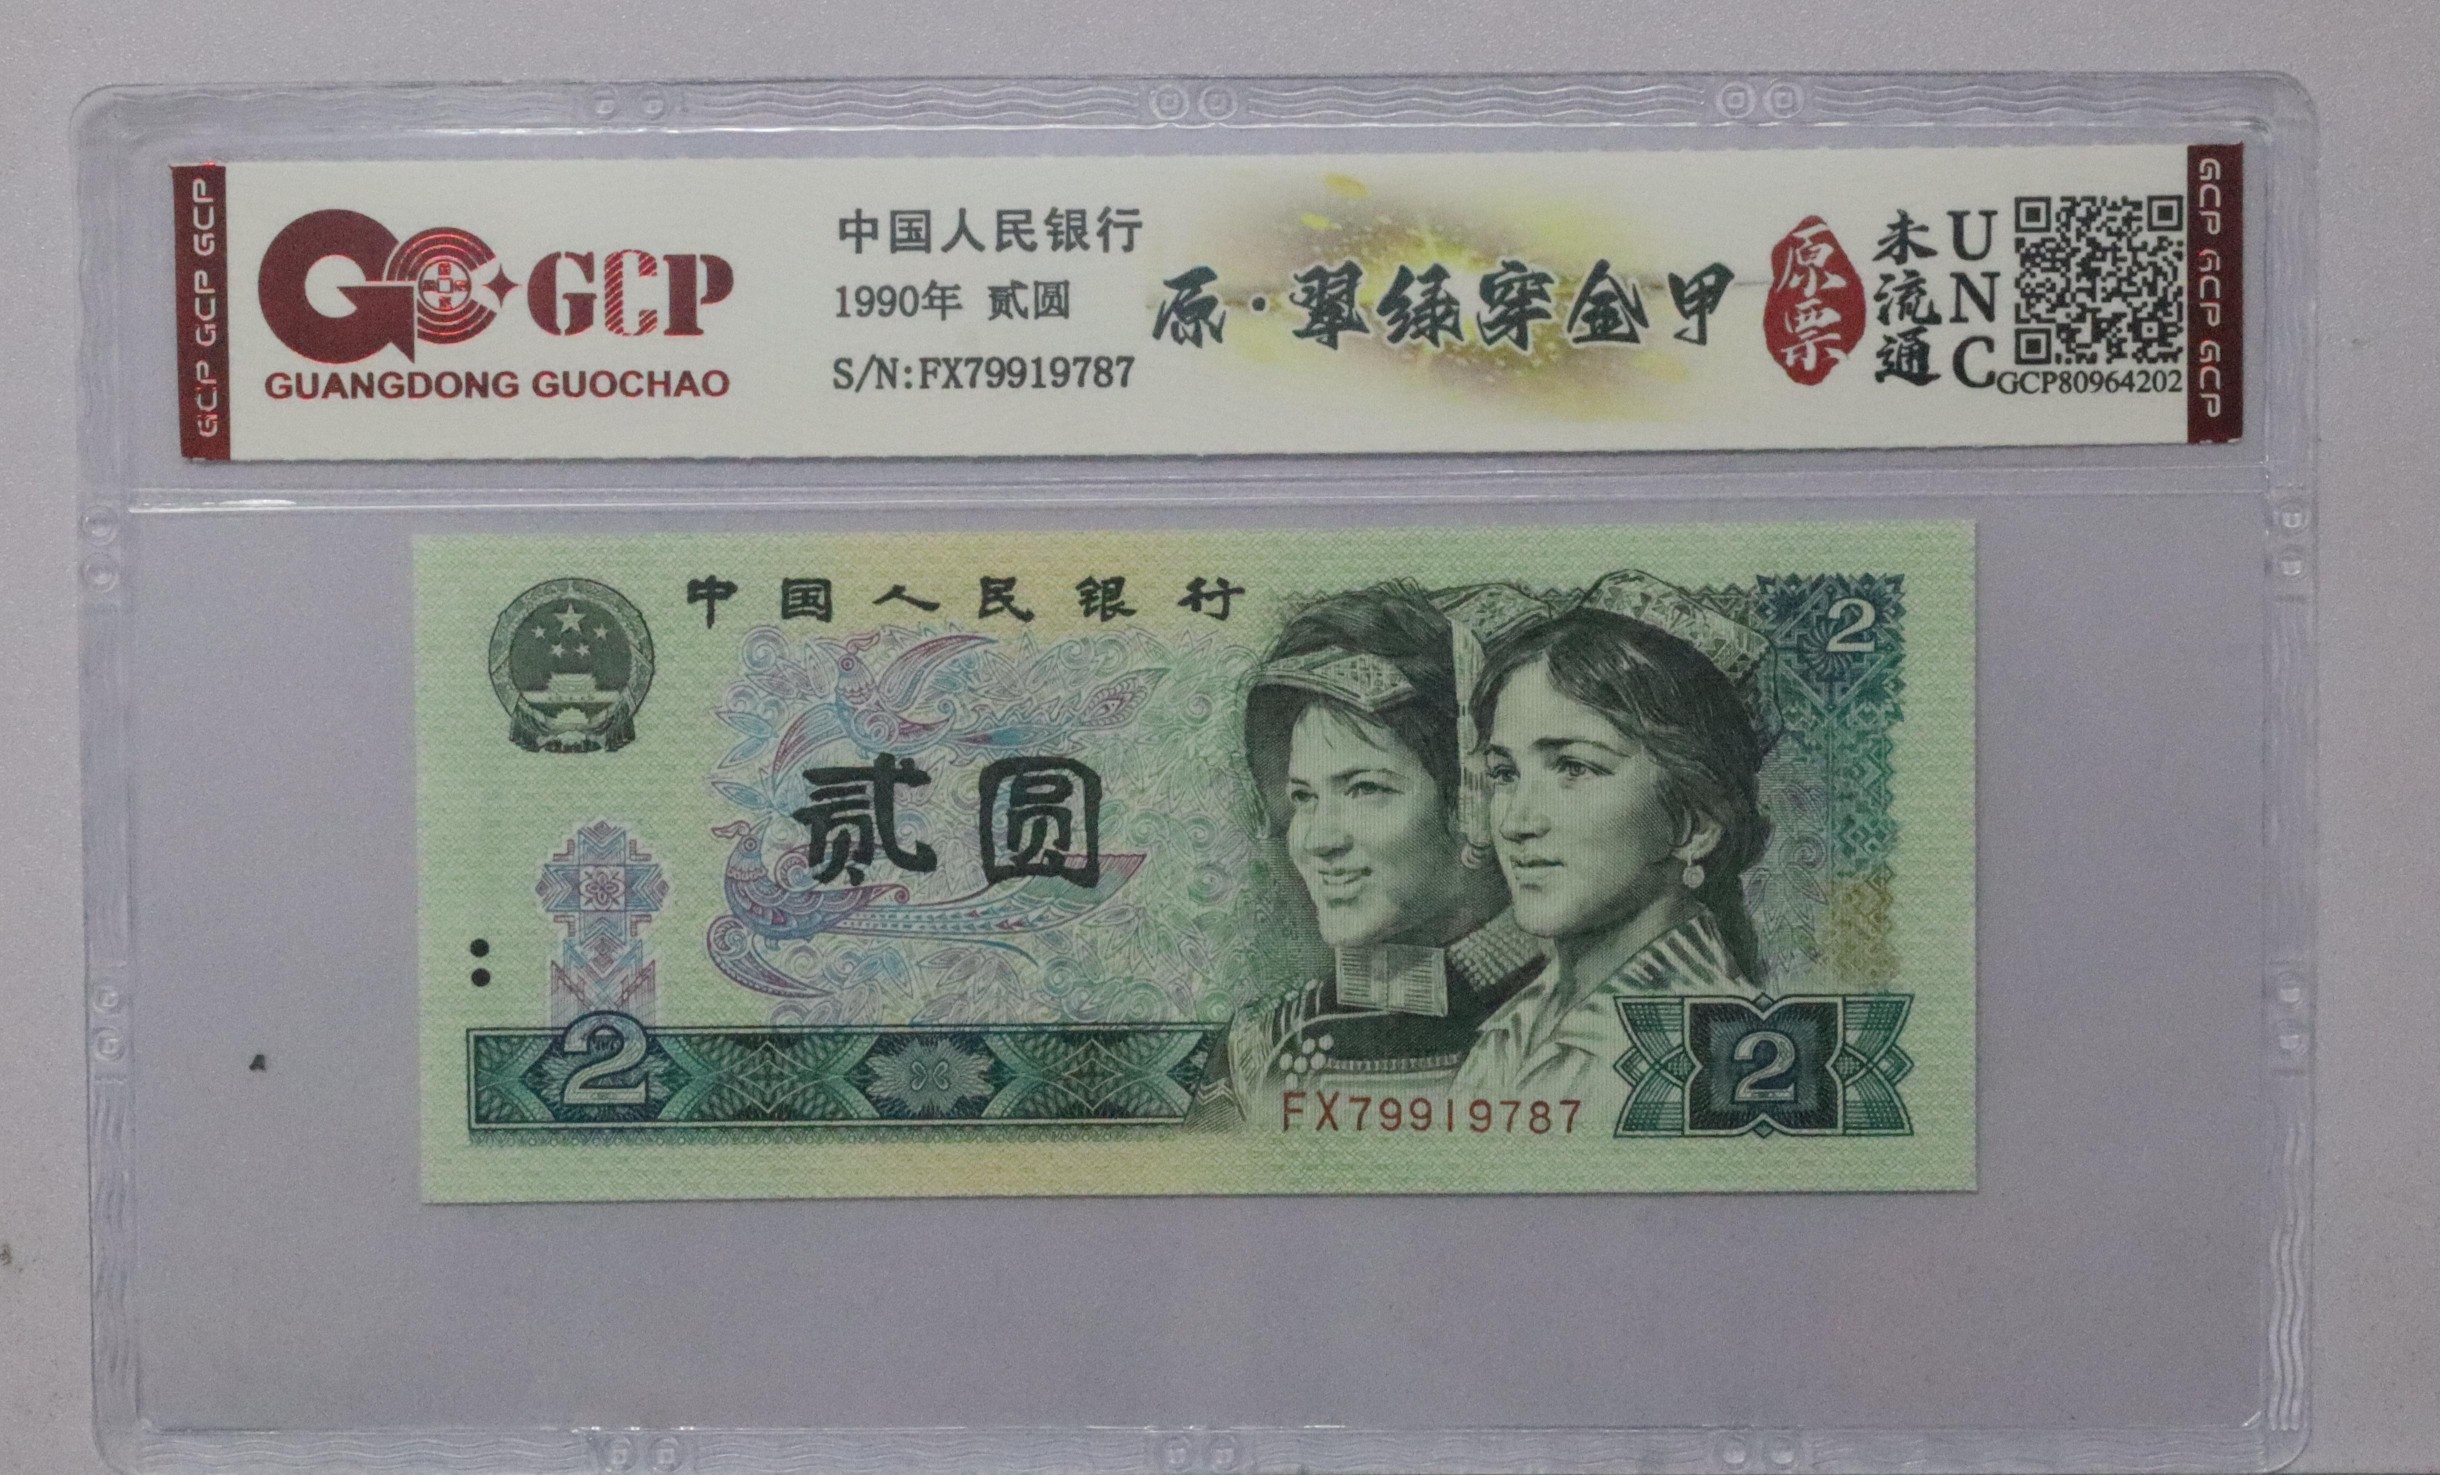 GCP GCP GCP
GCP
GUANGDONG GUOCHAO
中国人民银行
1990年 贰圆
S/N:FX79919787
原·翠绿穿金甲
原票
未流通
UNC
GCP80964202
GCP GCP GCP
中国人民银行
2
贰圆
2
2
FX79919787